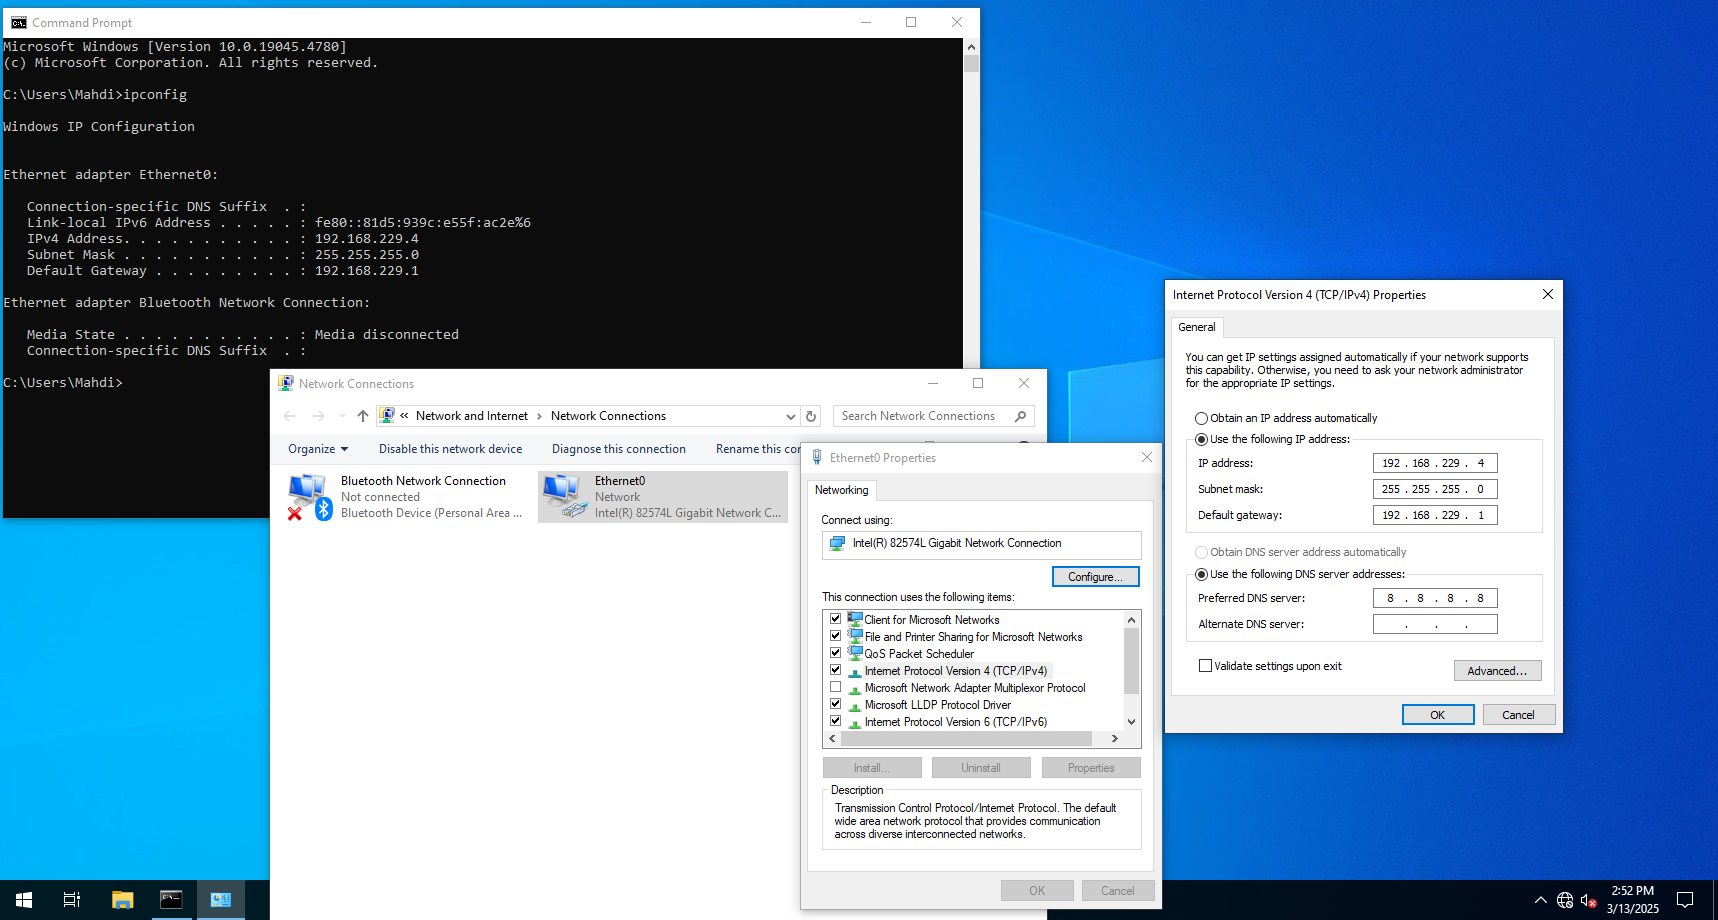 Command Prompt
Microsoft Windows [Version 10.0.19045.4780]
(c) Microsoft Corporation. All rights reserved.
C:\Users\Mahdi>ipconfig
Windows IP Configuration
Ethernet adapter Ethernet0:
Connection-specific DNS Suffix  . :
Link-local IPv6 Address . . . . . : fe80::81d5:939c:e55f:ac2e%6
IPv4 Address. . . . . . . . . . . : 192.168.229.4
Subnet Mask . . . . . . . . . . . : 255.255.255.0
Default Gateway . . . . . . . . . : 192.168.229.1
Ethernet adapter Bluetooth Network Connection:
Media State . . . . . . . . . . . : Media disconnected
Connection-specific DNS Suffix  . :
C:\Users\Mahdi>
Network Connections
« Network and Internet › Network Connections
Search Network Connections
Organize
Disable this network device
Diagnose this connection
Rename this con
Bluetooth Network Connection
Not connected
Bluetooth Device (Personal Area ...
Ethernet0
Network
Intel(R) 82574L Gigabit Network C...
Ethernet0 Properties
Networking
Connect using:
Intel(R) 82574L Gigabit Network Connection
Configure...
This connection uses the following items:
Client for Microsoft Networks
File and Printer Sharing for Microsoft Networks
QoS Packet Scheduler
Internet Protocol Version 4 (TCP/IPv4)
Microsoft Network Adapter Multiplexor Protocol
Microsoft LLDP Protocol Driver
Internet Protocol Version 6 (TCP/IPv6)
Install...
Uninstall
Properties
Description
Transmission Control Protocol/Internet Protocol. The default
wide area network protocol that provides communication
across diverse interconnected networks.
OK
Cancel
Internet Protocol Version 4 (TCP/IPv4) Properties
General
You can get IP settings assigned automatically if your network supports
this capability. Otherwise, you need to ask your network administrator
for the appropriate IP settings.
Obtain an IP address automatically
Use the following IP address:
IP address: 192 . 168 . 229 . 4
Subnet mask: 255 . 255 . 255 . 0
Default gateway: 192 . 168 . 229 . 1
Obtain DNS server address automatically
Use the following DNS server addresses:
Preferred DNS server: 8 . 8 . 8 . 8
Alternate DNS server: . . .
Validate settings upon exit
Advanced...
OK
Cancel
2:52 PM
3/13/2025